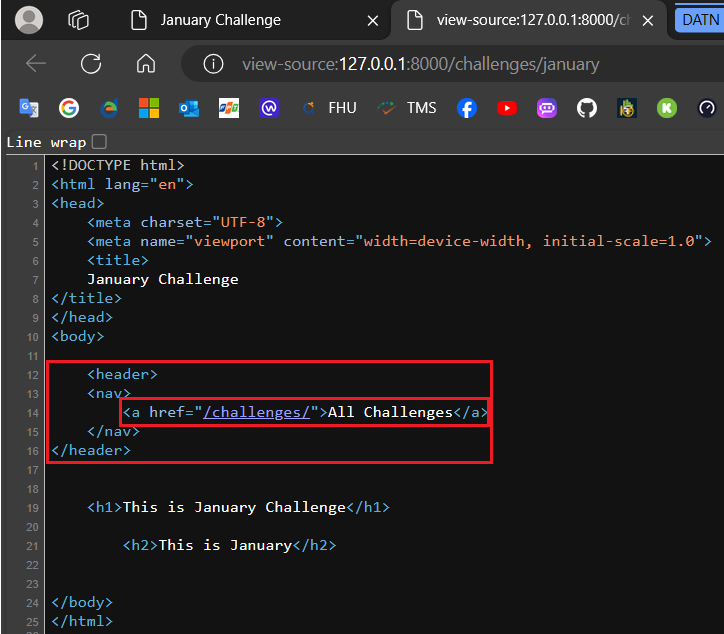 January Challenge
view-source:127.0.0.1:8000/ch
DATN
view-source:127.0.0.1:8000/challenges/january
FHU
TMS
Line wrap
1 <!DOCTYPE html>
2 <html lang="en">
3 <head>
4 <meta charset="UTF-8">
5 <meta name="viewport" content="width=device-width, initial-scale=1.0">
6 <title>
7 January Challenge
8 </title>
9 </head>
10 <body>
11
12 <header>
13 <nav>
14 <a href="/challenges/">All Challenges</a>
15 </nav>
16 </header>
17
18
19 <h1>This is January Challenge</h1>
20
21 <h2>This is January</h2>
22
23
24 </body>
25 </html>